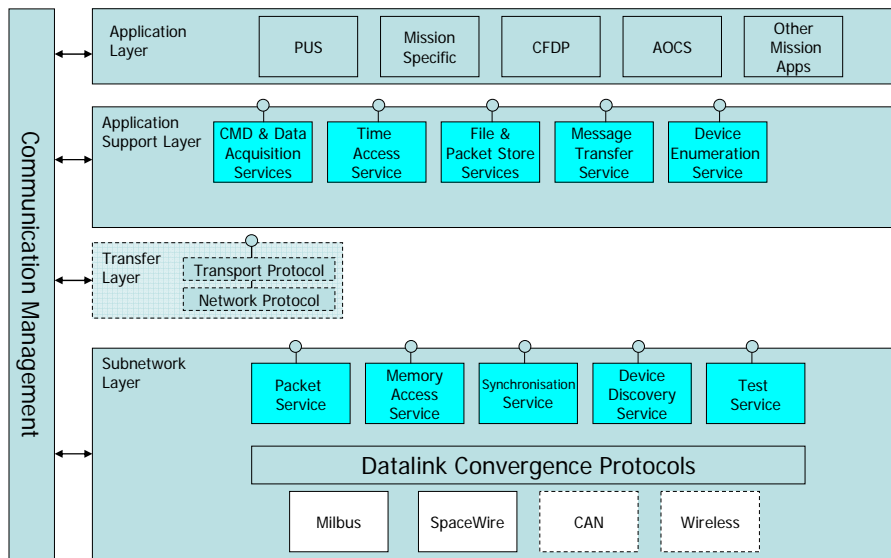 Communication Management
Application
Layer
PUS
Mission
Specific
CFDP
AOCS
Other
Mission
Apps
Application
Support Layer
CMD & Data
Acquisition
Services
Time
Access
Service
File &
Packet Store
Services
Message
Transfer
Service
Device
Enumeration
Service
Transfer
Layer
Transport Protocol
Network Protocol
Subnetwork
Layer
Packet
Service
Memory
Access
Service
Synchronisation
Service
Device
Discovery
Service
Test
Service
Datalink Convergence Protocols
Milbus
SpaceWire
CAN
Wireless